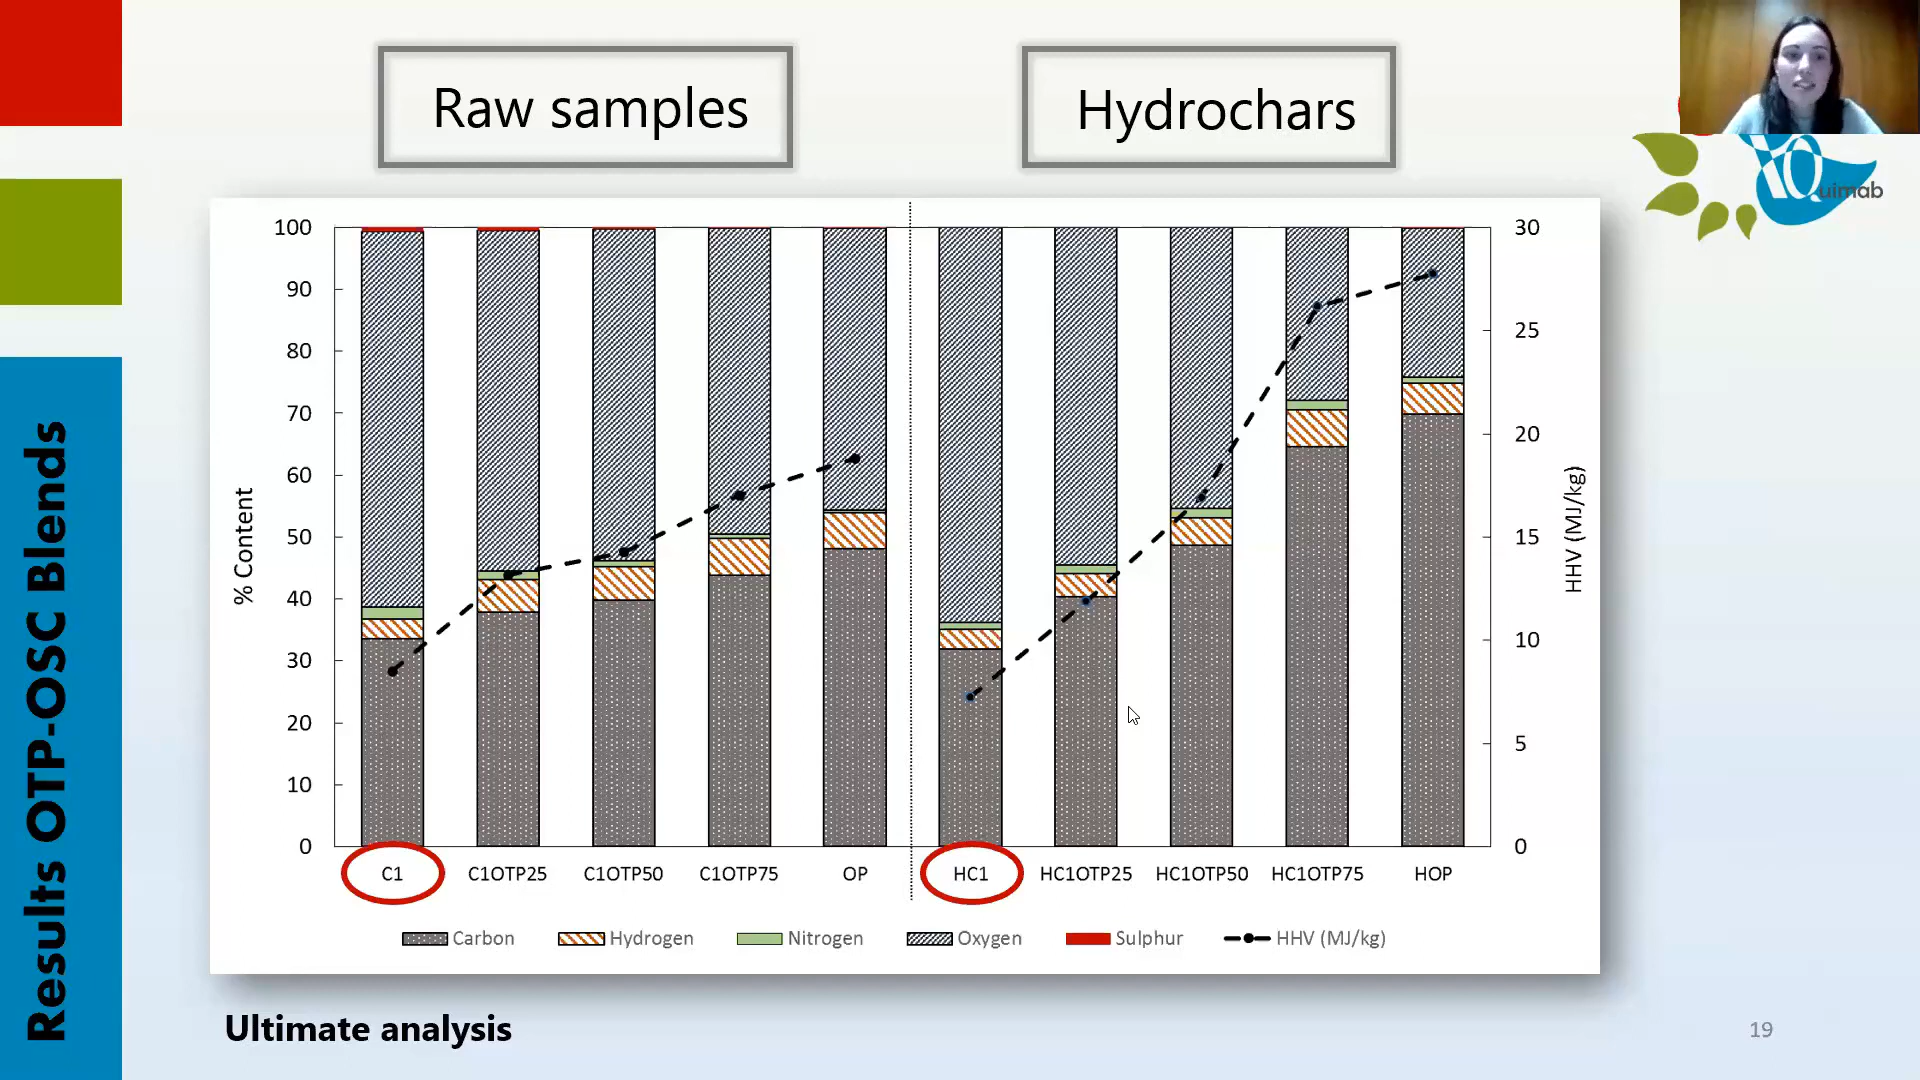 Raw samples
Hydrochars
Quimab
Results OTP-OSC Blends
% Content
100
90
80
70
60
50
40
30
20
10
0
30
25
20
15
10
5
0
HHV (MJ/kg)
C1 C1OTP25 C1OTP50 C1OTP75 OP HC1 HC1OTP25 HC1OTP50 HC1OTP75 HOP
Carbon Hydrogen Nitrogen Oxygen Sulphur HHV (MJ/kg)
Ultimate analysis
19